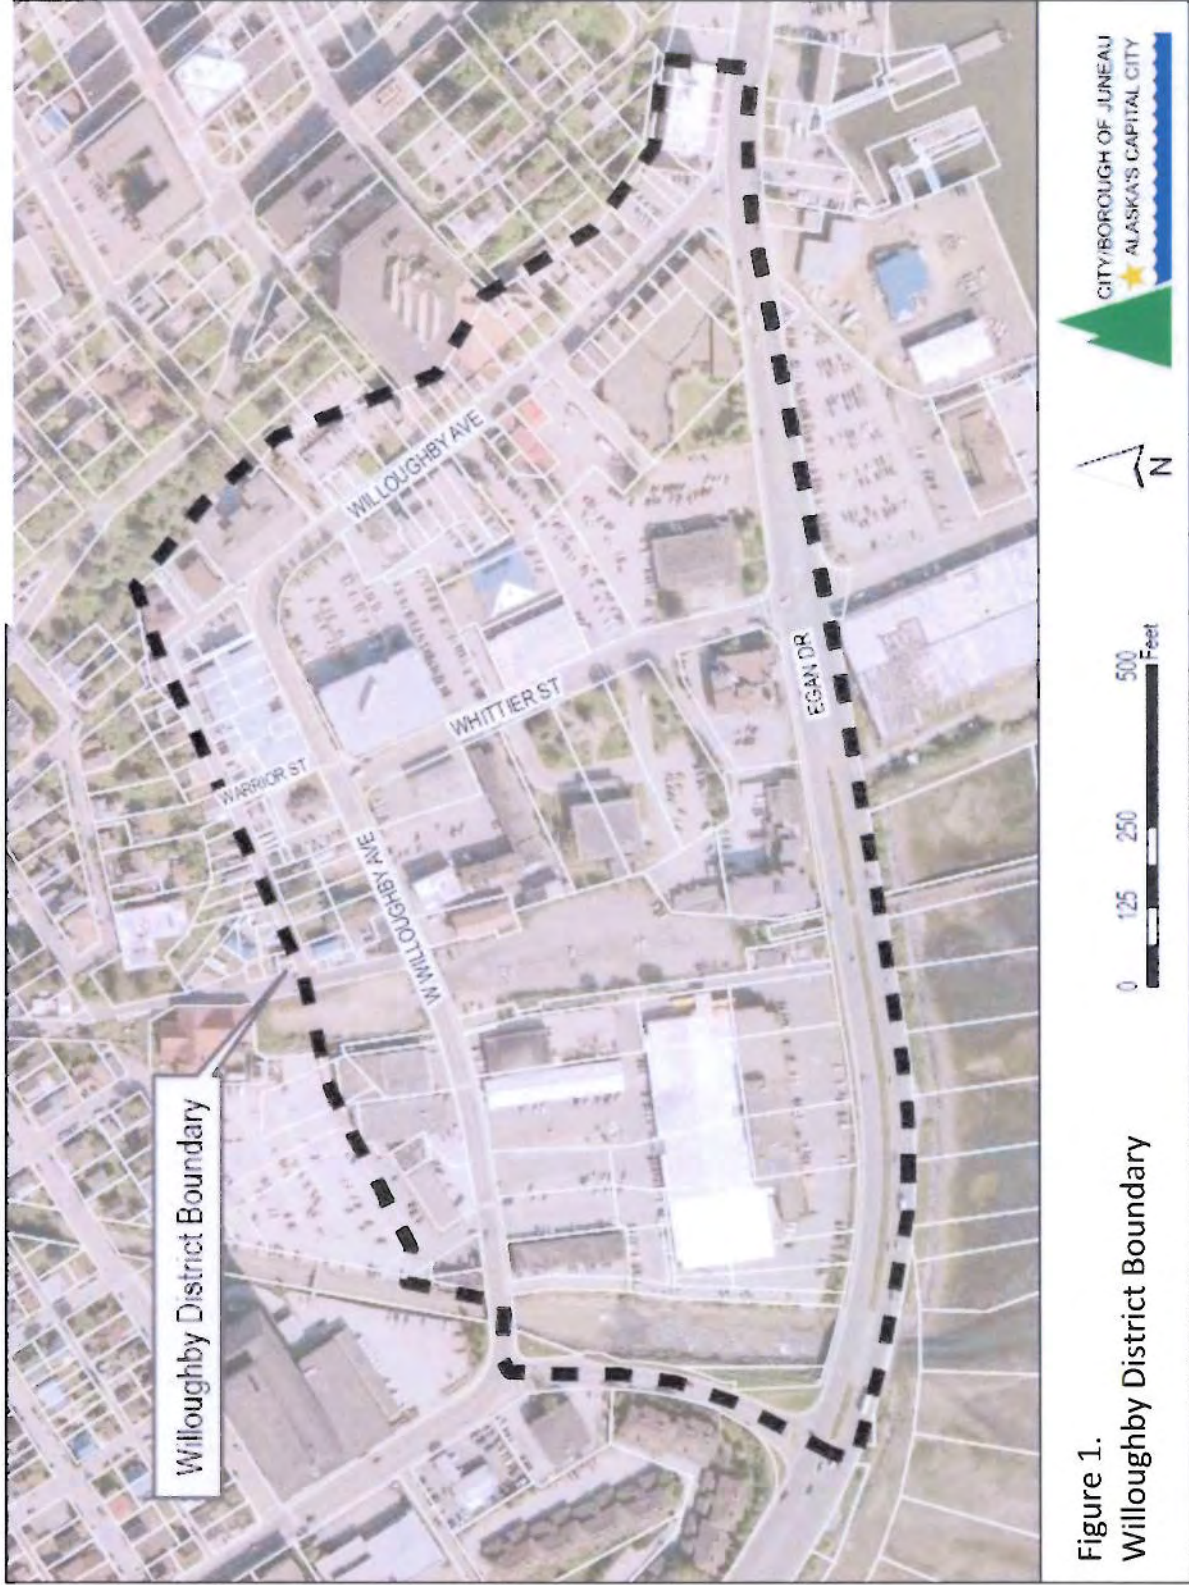 Willoughby District Boundary
WARRIOR ST
WILLOUGHBY AVE
W WILLOUGHBY AVE
WHITTIER ST
EGAN DR
Figure 1.
Willoughby District Boundary
0 125 250 500
Feet
N
CITY/BOROUGH OF JUNEAU
ALASKA'S CAPITAL CITY